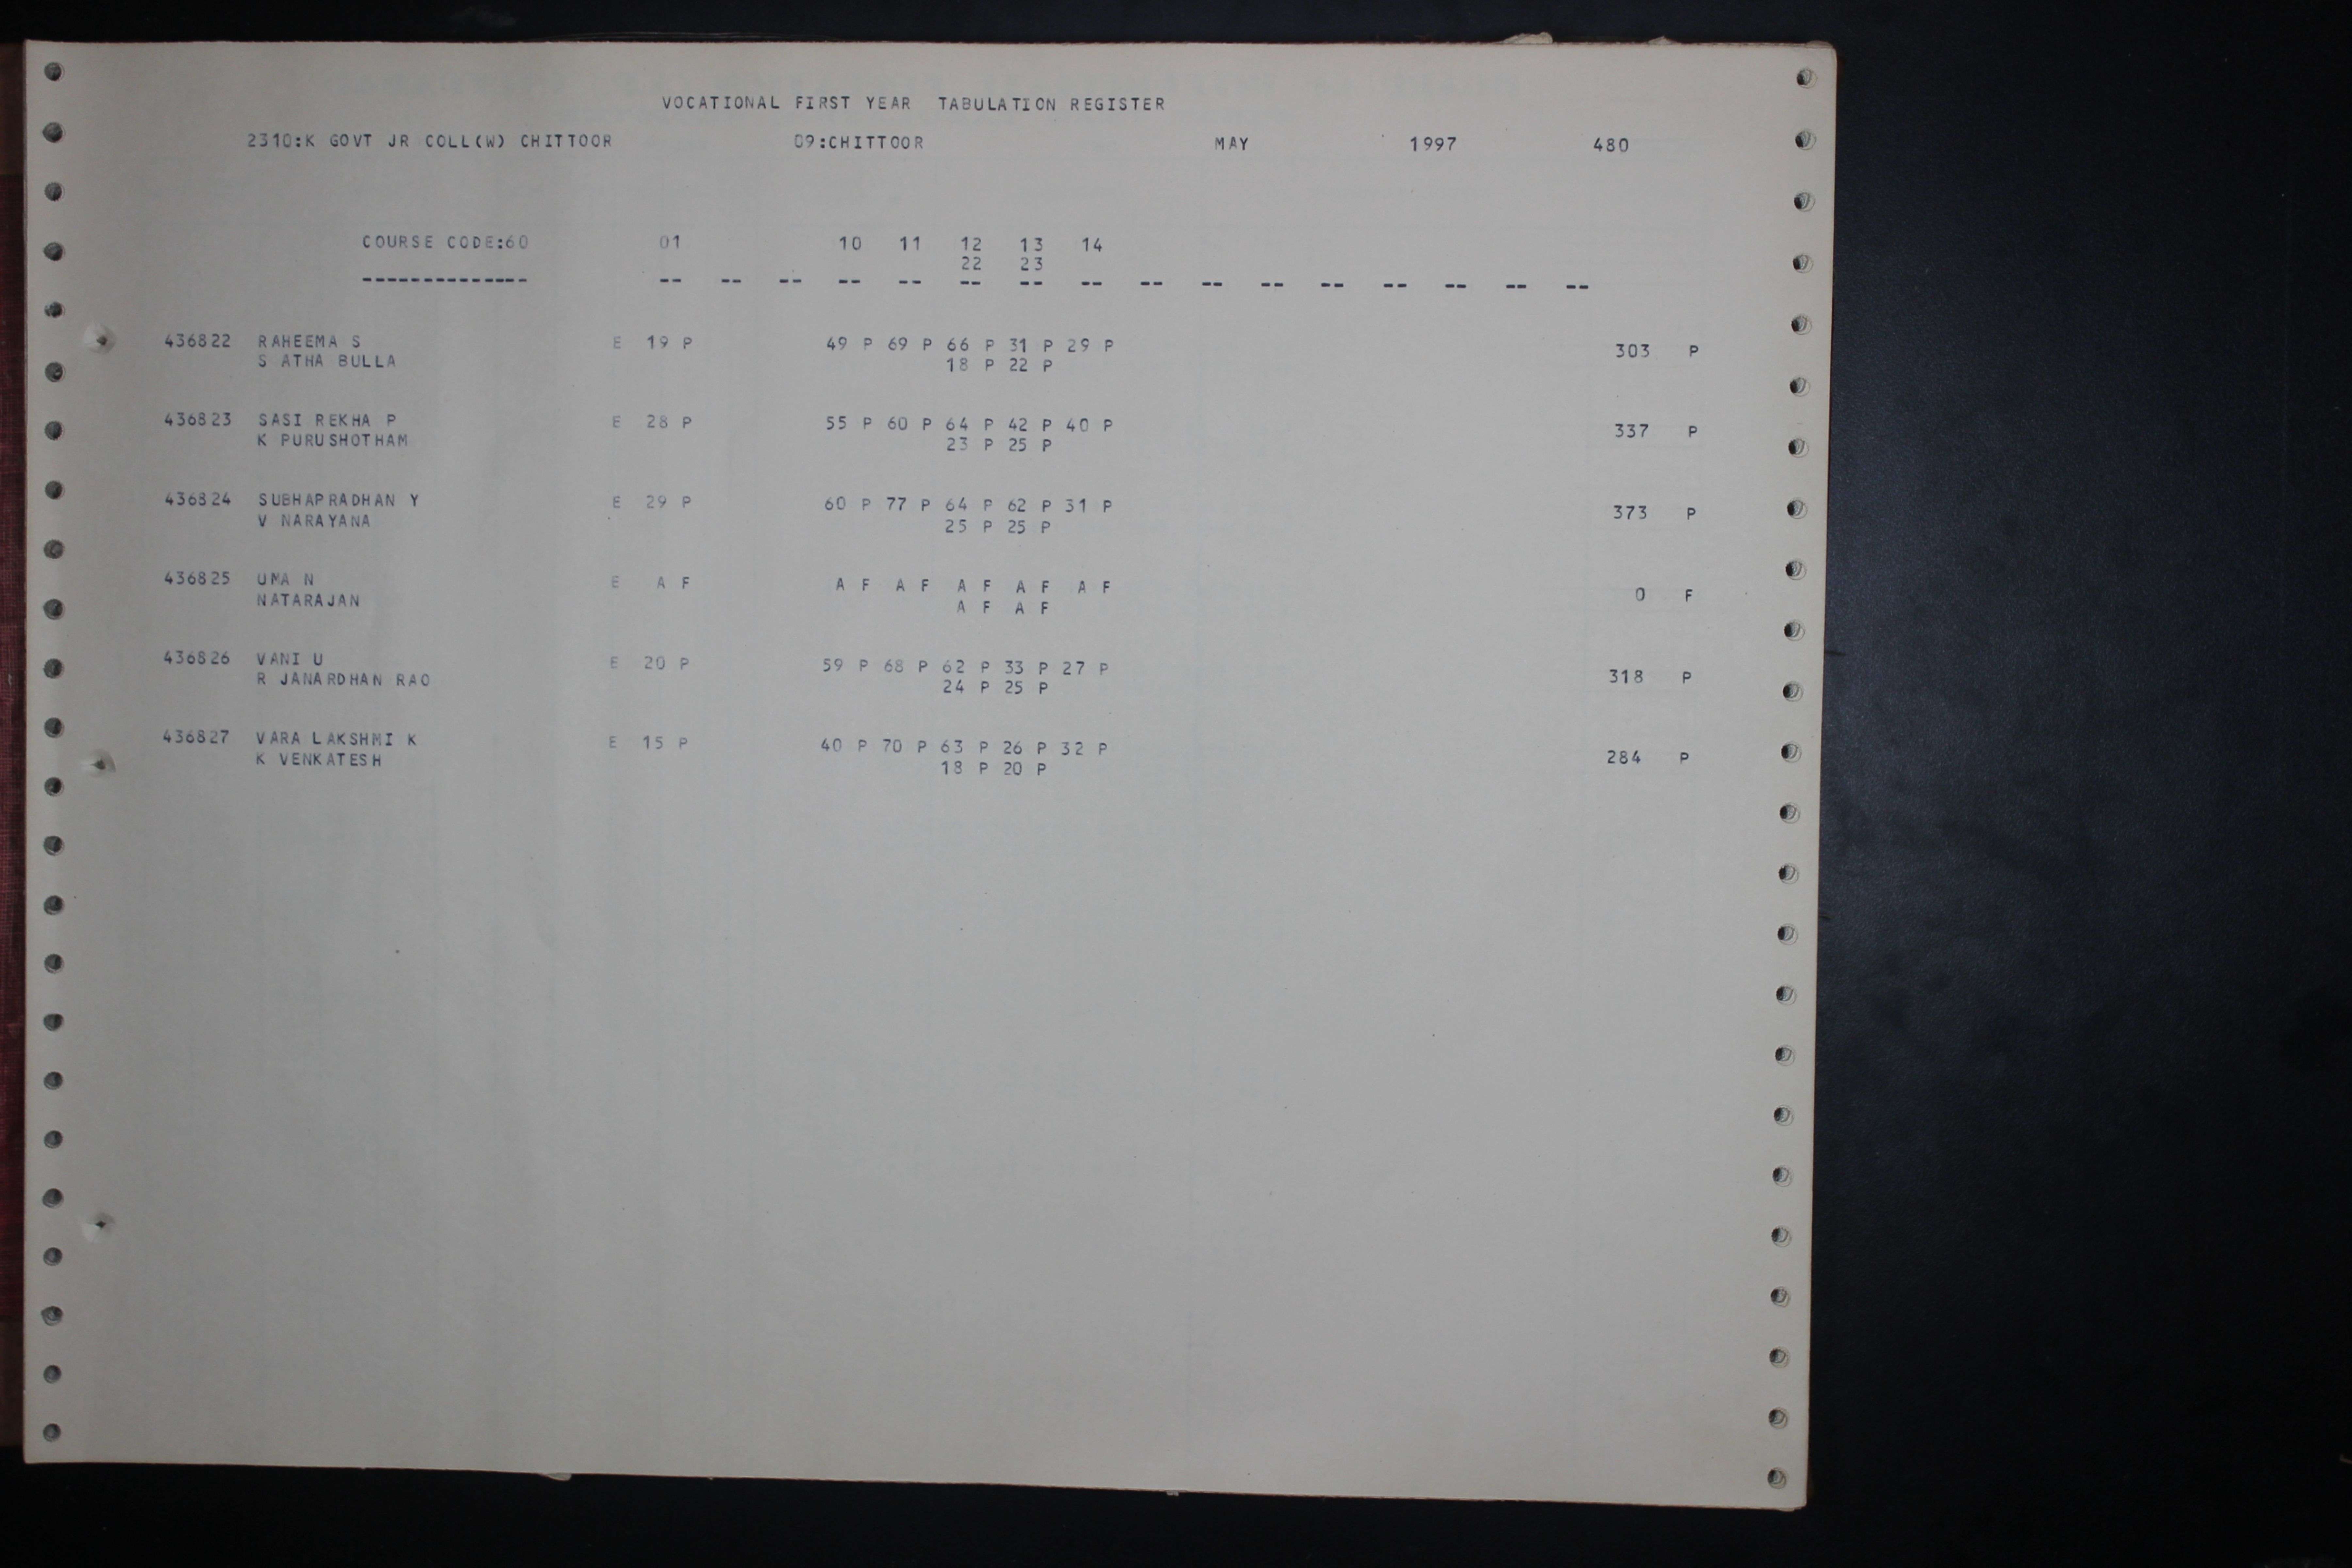 VOCATIONAL FIRST YEAR TABULATION REGISTER
2310:K GOVT JR COLL(W) CHITTOOR 09:CHITTOOR MAY 1997 480
COURSE CODE:60 01 10 11 12 13 14
22 23
-------------- -- -- -- -- -- -- -- -- -- -- -- -- -- -- -- --
436822 RAHEEMA S E 19 P 49 P 69 P 66 P 31 P 29 P 303 P
S ATHA BULLA 18 P 22 P
436823 SASI REKHA P E 28 P 55 P 60 P 64 P 42 P 40 P 337 P
K PURUSHOTHAM 23 P 25 P
436824 SUBHAPRADHAN Y E 29 P 60 P 77 P 64 P 62 P 31 P 373 P
V NARAYANA 25 P 25 P
436825 UMA N E A F A F A F A F A F A F 0 F
NATARAJAN A F A F
436826 VANI U E 20 P 59 P 68 P 62 P 33 P 27 P 318 P
R JANARDHAN RAO 24 P 25 P
436827 VARA LAKSHMI K E 15 P 40 P 70 P 63 P 26 P 32 P 284 P
K VENKATESH 18 P 20 P